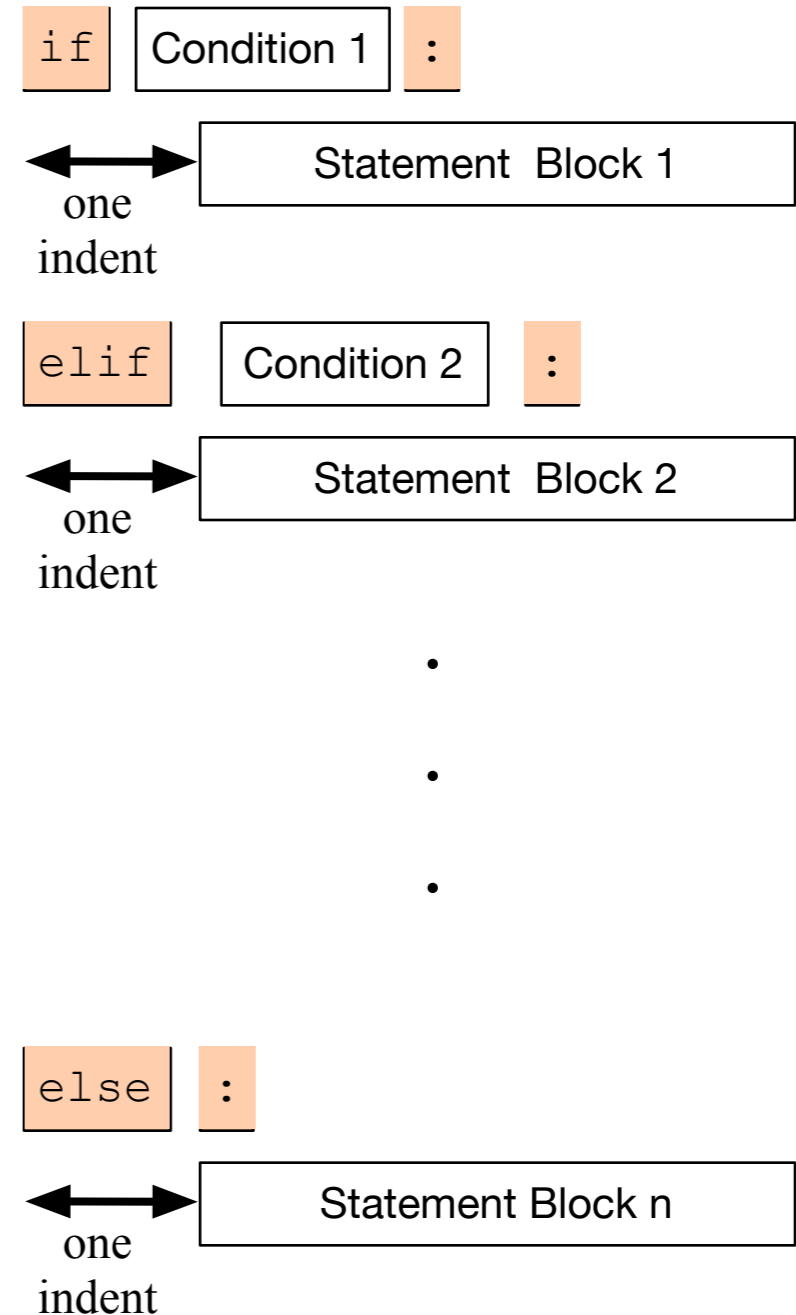 if Condition 1 :
Statement Block 1
one
indent
elif Condition 2 :
Statement Block 2
one
indent
.
.
.
else :
Statement Block n
one
indent